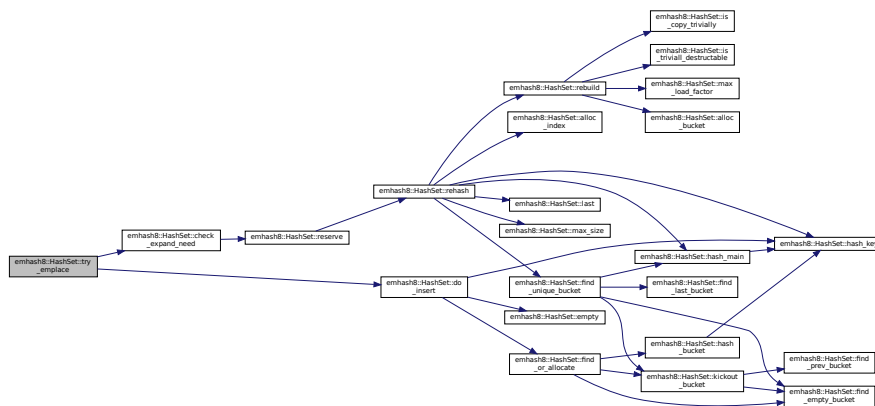 emhash8::HashSet::is
_copy_trivially
emhash8::HashSet::is
_triviall_destructable
emhash8::HashSet::rebuild
emhash8::HashSet::max
_load_factor
emhash8::HashSet::alloc
_index
emhash8::HashSet::alloc
_bucket
emhash8::HashSet::rehash
emhash8::HashSet::last
emhash8::HashSet::max_size
emhash8::HashSet::check
_expand_need
emhash8::HashSet::reserve
emhash8::HashSet::hash_key
emhash8::HashSet::hash_main
emhash8::HashSet::try
_emplace
emhash8::HashSet::do
_insert
emhash8::HashSet::find
_unique_bucket
emhash8::HashSet::find
_last_bucket
emhash8::HashSet::empty
emhash8::HashSet::hash
_bucket
emhash8::HashSet::find
_or_allocate
emhash8::HashSet::find
_prev_bucket
emhash8::HashSet::kickout
_bucket
emhash8::HashSet::find
_empty_bucket